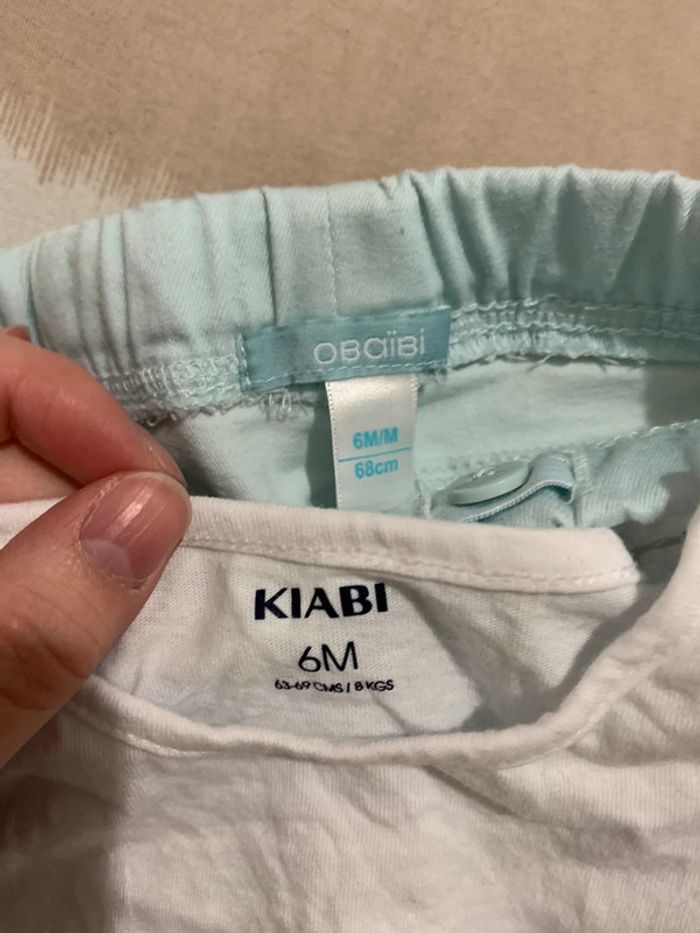 OBaïBi
6M/M
68cm
KIABI
6M
63-69 CMS / 8 KGS